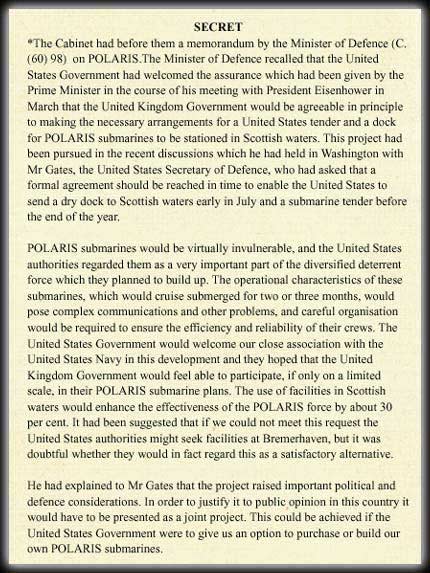 SECRET
*The Cabinet had before them a memorandum by the Minister of Defence (C.
(60) 98) on POLARIS.The Minister of Defence recalled that the United
States Government had welcomed the assurance which had been given by the
Prime Minister in the course of his meeting with President Eisenhower in
March that the United Kingdom Government would be agreeable in principle
to making the necessary arrangements for a United States tender and a dock
for POLARIS submarines to be stationed in Scottish waters. This project had
been pursued in the recent discussions which he had held in Washington with
Mr Gates, the United States Secretary of Defence, who had asked that a
formal agreement should be reached in time to enable the United States to
send a dry dock to Scottish waters early in July and a submarine tender before
the end of the year.
POLARIS submarines would be virtually invulnerable, and the United States
authorities regarded them as a very important part of the diversified deterrent
force which they planned to build up. The operational characteristics of these
submarines, which would cruise submerged for two or three months, would
pose complex communications and other problems, and careful organisation
would be required to ensure the efficiency and reliability of their crews. The
United States Government would welcome our close association with the
United States Navy in this development and they hoped that the United
Kingdom Government would feel able to participate, if only on a limited
scale, in their POLARIS submarine plans. The use of facilities in Scottish
waters would enhance the effectiveness of the POLARIS force by about 30
per cent. It had been suggested that if we could not meet this request the
United States authorities might seek facilities at Bremerhaven, but it was
doubtful whether they would in fact regard this as a satisfactory alternative.
He had explained to Mr Gates that the project raised important political and
defence considerations. In order to justify it to public opinion in this country it
would have to be presented as a joint project. This could be achieved if the
United States Government were to give us an option to purchase or build our
own POLARIS submarines.